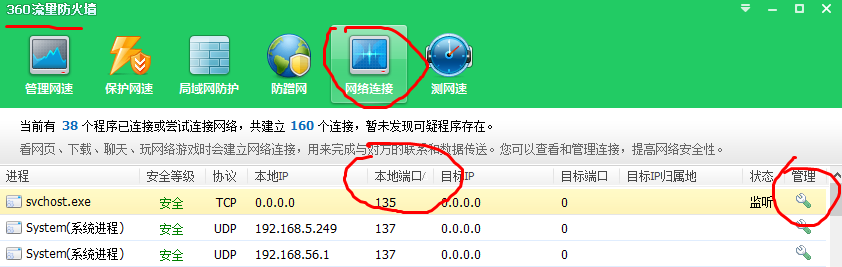 360流量防火墙
管理网速 保护网速 局域网防护 防蹭网 网络连接 测网速
当前有 38 个程序已连接或尝试连接网络，共建立 160 个连接，暂未发现可疑程序存在。
看网页、下载、聊天、玩网络游戏时会建立网络连接，用来完成与对方的联系和数据传送。您可以查看和管理连接，提高网络安全性。
进程 安全等级 协议 本地IP 本地端口/ 目标IP 目标端口 目标IP归属地 状态 管理
svchost.exe 安全 TCP 0.0.0.0 135 0.0.0.0 0 监听
System(系统进程) 安全 UDP 192.168.5.249 137 0.0.0.0 0
System(系统进程) 安全 UDP 192.168.56.1 137 0.0.0.0 0